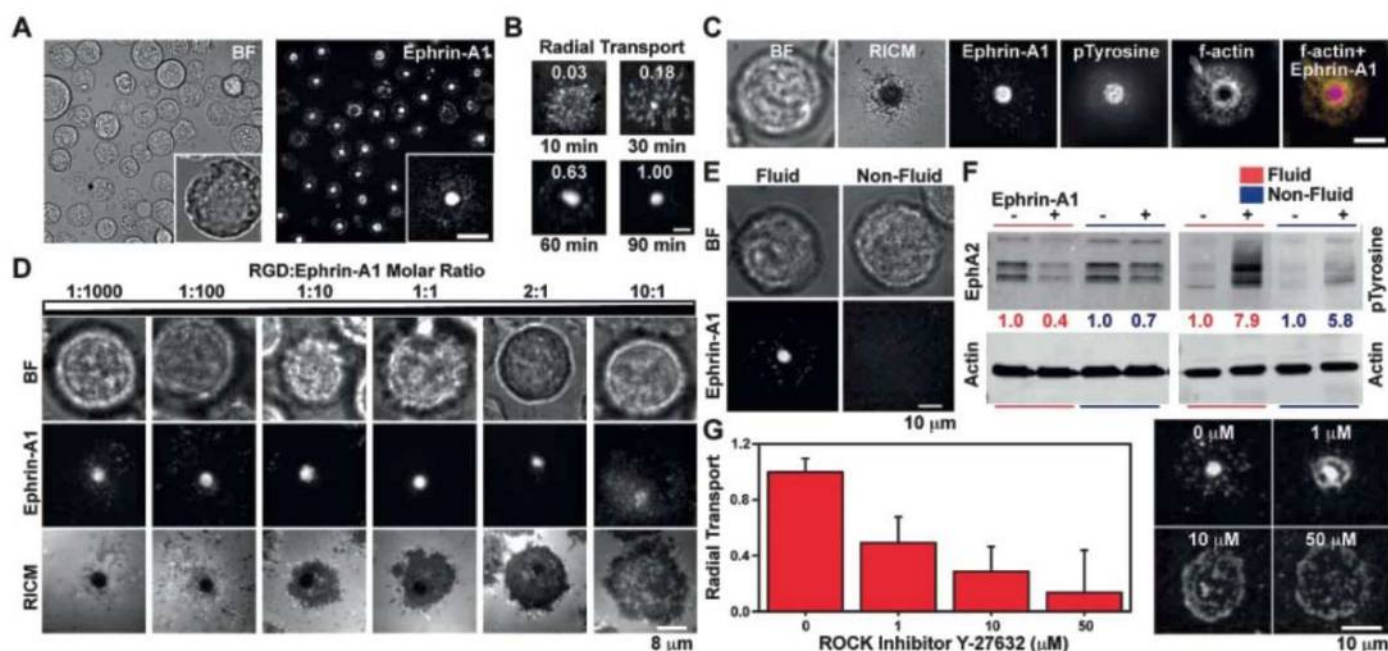 A
BF
Ephrin-A1
B
Radial Transport
0.03
0.18
10 min
30 min
0.63
1.00
60 min
90 min
C
BF
RICM
Ephrin-A1
pTyrosine
f-actin
f-actin+
Ephrin-A1
D
RGD:Ephrin-A1 Molar Ratio
1:1000
1:100
1:10
1:1
2:1
10:1
BF
Ephrin-A1
RICM
8 μm
E
Fluid
Non-Fluid
BF
Ephrin-A1
10 μm
F
Fluid
Non-Fluid
Ephrin-A1
- + - + - + - +
EphA2
pTyrosine
1.0 0.4 1.0 0.7 1.0 7.9 1.0 5.8
Actin
Actin
G
Radial Transport
1.2
0.8
0.4
0.0
0 1 10 50
ROCK Inhibitor Y-27632 (μM)
0 μM
1 μM
10 μM
50 μM
10 μm